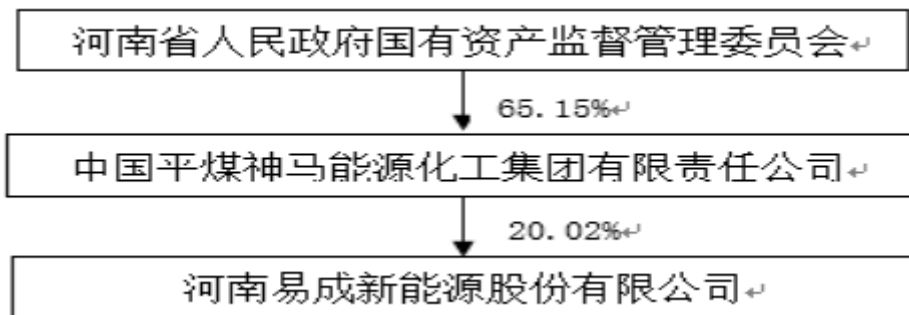 河南省人民政府国有资产监督管理委员会
65.15%
中国平煤神马能源化工集团有限责任公司
20.02%
河南易成新能源股份有限公司